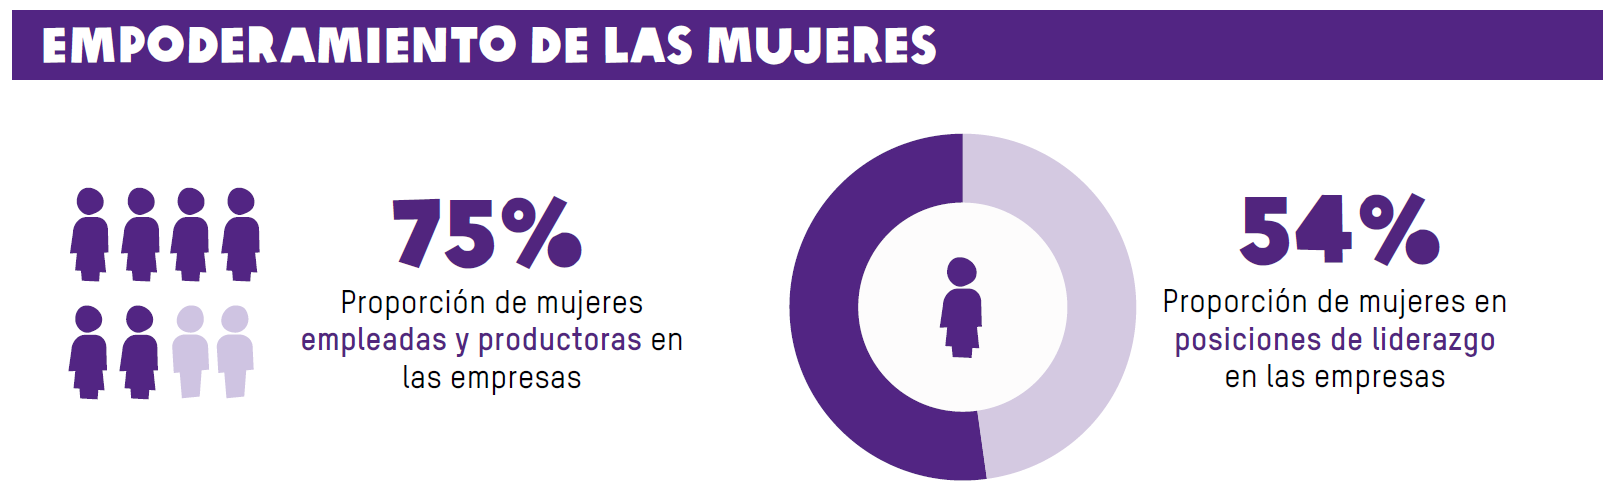 EMPODERAMIENTO DE LAS MUJERES
75%
Proporción de mujeres
empleadas y productoras en
las empresas
54%
Proporción de mujeres en
posiciones de liderazgo
en las empresas